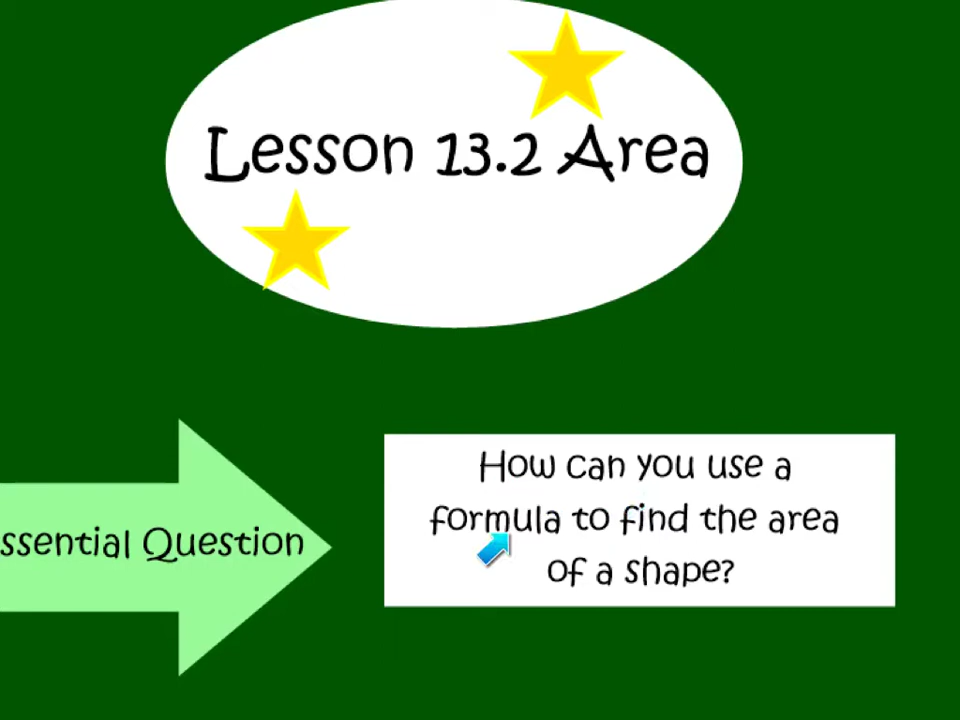 Lesson 13.2 Area
How can you use a
formula to find the area
of a shape?
ssential Question